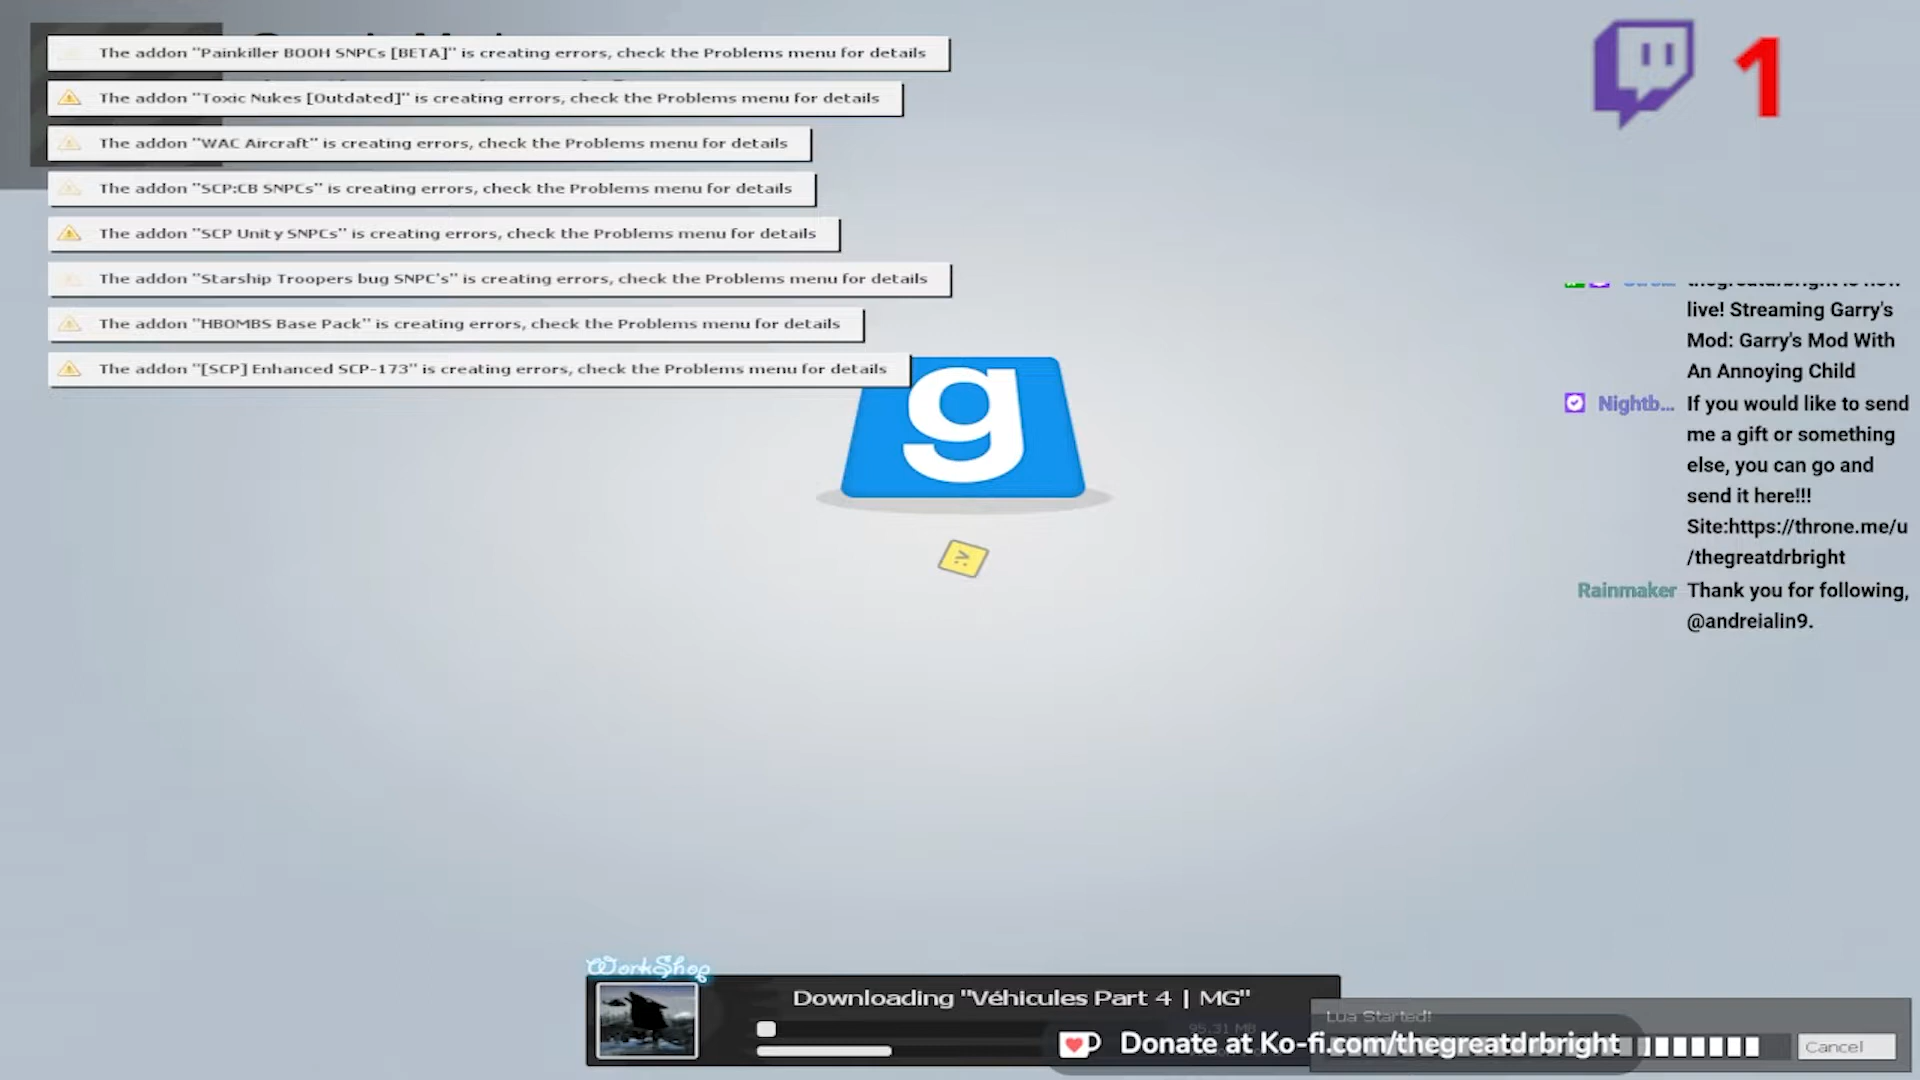 The addon "Painkiller BOOH SNPCs [BETA]" is creating errors, check the Problems menu for details
The addon "Toxic Nukes [Outdated]" is creating errors, check the Problems menu for details
The addon "WAC Aircraft" is creating errors, check the Problems menu for details
The addon "SCP:CB SNPCs" is creating errors, check the Problems menu for details
The addon "SCP Unity SNPCs" is creating errors, check the Problems menu for details
The addon "Starship Troopers bug SNPC's" is creating errors, check the Problems menu for details
The addon "HBOMBS Base Pack" is creating errors, check the Problems menu for details
The addon "[SCP] Enhanced SCP-173" is creating errors, check the Problems menu for details
g
1
thegreatdrbright is now
live! Streaming Garry's
Mod: Garry's Mod With
An Annoying Child
Nightb... If you would like to send
me a gift or something
else, you can go and
send it here!!!
Site:https://throne.me/u
/thegreatdrbright
Rainmaker Thank you for following,
@andreialin9.
WorkShop
Downloading "Véhicules Part 4 | MG"
95.31 MB
Lua Started!
Donate at Ko-fi.com/thegreatdrbright
Cancel